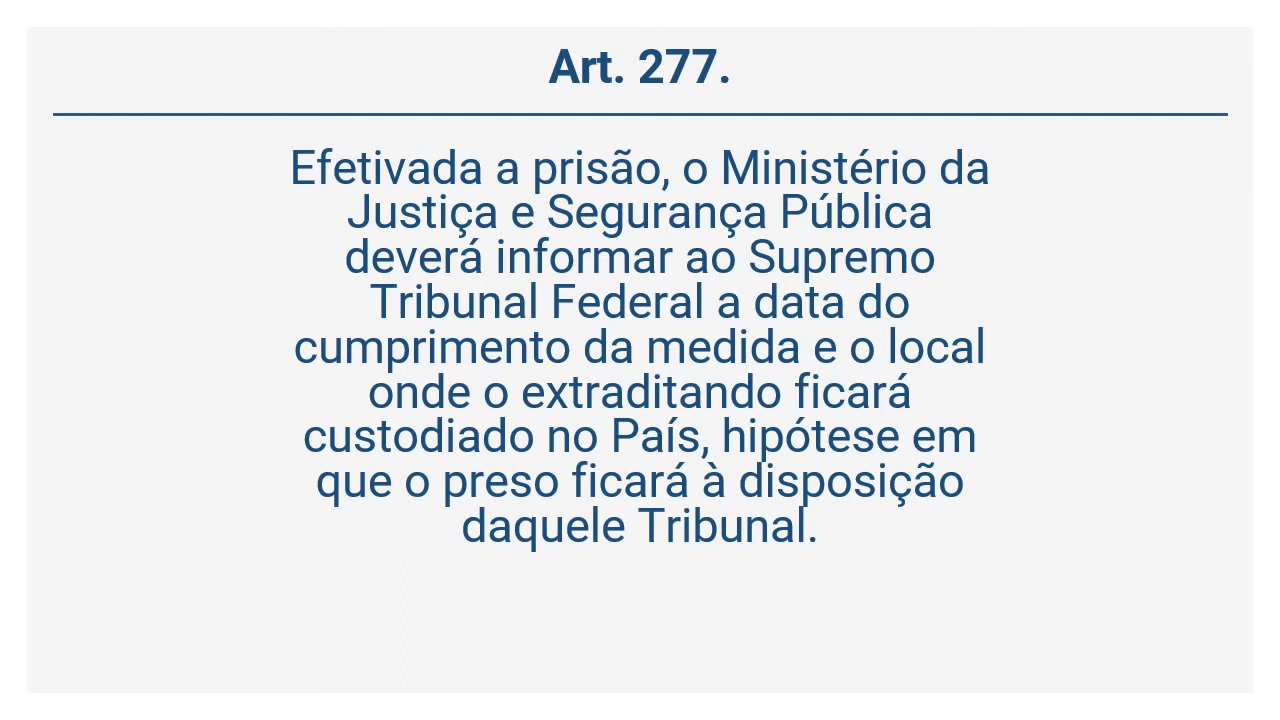 Art. 277.
Efetivada a prisão, o Ministério da
Justiça e Segurança Pública
deverá informar ao Supremo
Tribunal Federal a data do
cumprimento da medida e o local
onde o extraditando ficará
custodiado no País, hipótese em
que o preso ficará à disposição
daquele Tribunal.